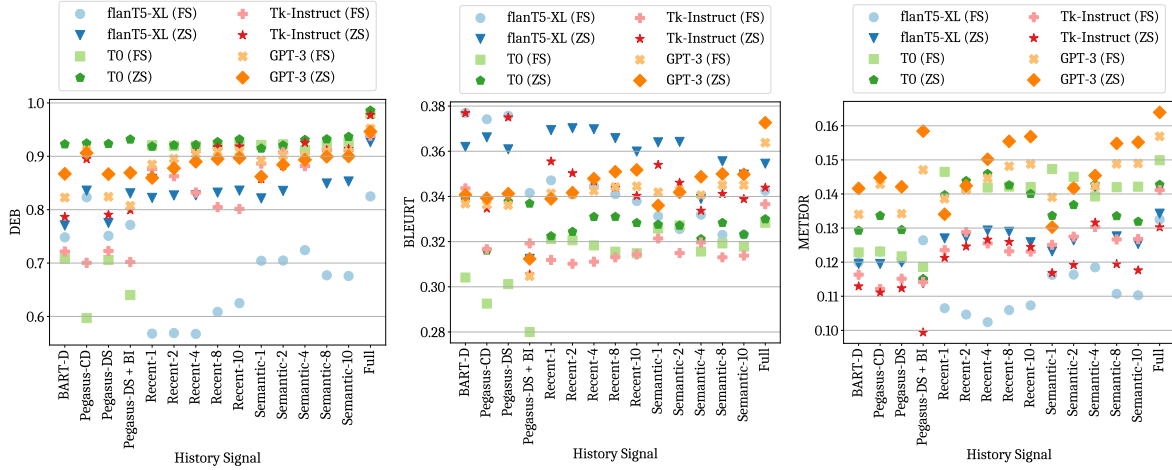 flanT5-XL (FS) Tk-Instruct (FS)
flanT5-XL (ZS) Tk-Instruct (ZS)
T0 (FS) GPT-3 (FS)
T0 (ZS) GPT-3 (ZS)
1.0
0.9
0.8
0.7
0.6
DEB
BART-D
Pegasus-CD
Pegasus-DS
Pegasus-DS + BI
Recent-1
Recent-2
Recent-4
Recent-8
Recent-10
Semantic-1
Semantic-2
Semantic-4
Semantic-8
Semantic-10
Full
History Signal
flanT5-XL (FS) Tk-Instruct (FS)
flanT5-XL (ZS) Tk-Instruct (ZS)
T0 (FS) GPT-3 (FS)
T0 (ZS) GPT-3 (ZS)
0.38
0.36
0.34
0.32
0.30
0.28
BLEURT
BART-D
Pegasus-CD
Pegasus-DS
Pegasus-DS + BI
Recent-1
Recent-2
Recent-4
Recent-8
Recent-10
Semantic-1
Semantic-2
Semantic-4
Semantic-8
Semantic-10
Full
History Signal
flanT5-XL (FS) Tk-Instruct (FS)
flanT5-XL (ZS) Tk-Instruct (ZS)
T0 (FS) GPT-3 (FS)
T0 (ZS) GPT-3 (ZS)
0.16
0.15
0.14
0.13
0.12
0.11
0.10
METEOR
BART-D
Pegasus-CD
Pegasus-DS
Pegasus-DS + BI
Recent-1
Recent-2
Recent-4
Recent-8
Recent-10
Semantic-1
Semantic-2
Semantic-4
Semantic-8
Semantic-10
Full
History Signal